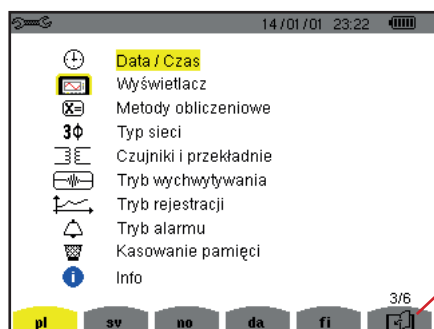 14/01/01 23:22
Data / Czas
Wyświetlacz
Metody obliczeniowe
3ϕ Typ sieci
Czujniki i przekładnie
Tryb wychwytywania
Tryb rejestracji
Tryb alarmu
Kasowanie pamięci
i Info
3/6
pl sv no da fi